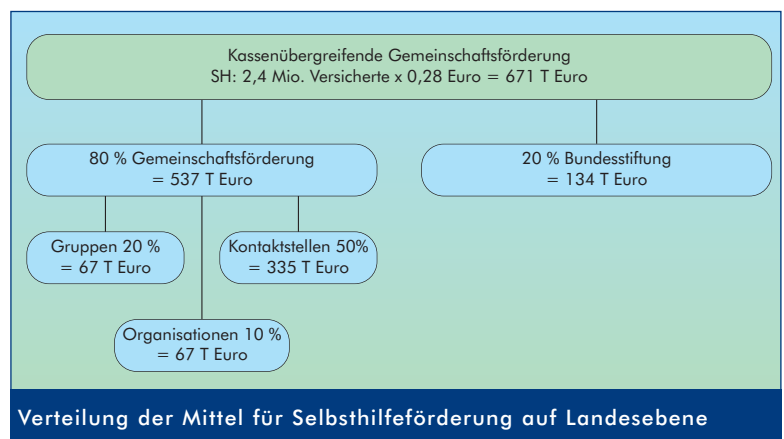 Kassenübergreifende Gemeinschaftsförderung
SH: 2,4 Mio. Versicherte x 0,28 Euro = 671 T Euro
80 % Gemeinschaftsförderung
= 537 T Euro
20 % Bundesstiftung
= 134 T Euro
Gruppen 20 %
= 67 T Euro
Kontaktstellen 50%
= 335 T Euro
Organisationen 10 %
= 67 T Euro
Verteilung der Mittel für Selbsthilfeförderung auf Landesebene